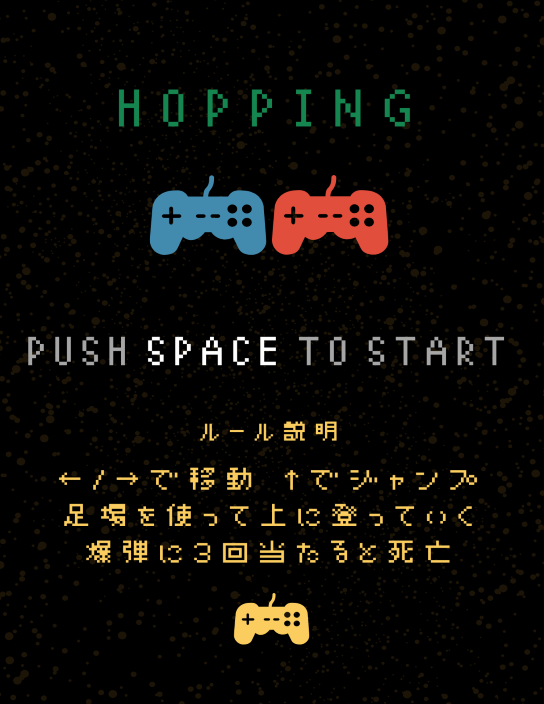 HOPPING
PUSH SPACE TO START
ルール説明
←/→で移動 ↑でジャンプ
足場を使って上に登っていく
爆弾に3回当たると死亡